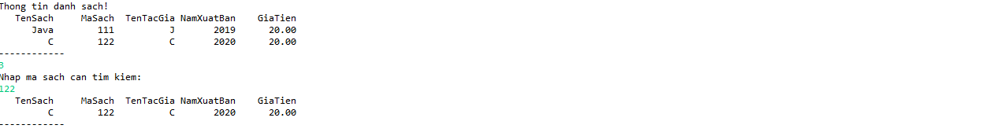 Thong tin danh sach!
TenSach MaSach TenTacGia NamXuatBan GiaTien
Java 111 J 2019 20.00
C 122 C 2020 20.00
------------
3
Nhap ma sach can tim kiem:
122
TenSach MaSach TenTacGia NamXuatBan GiaTien
C 122 C 2020 20.00
------------